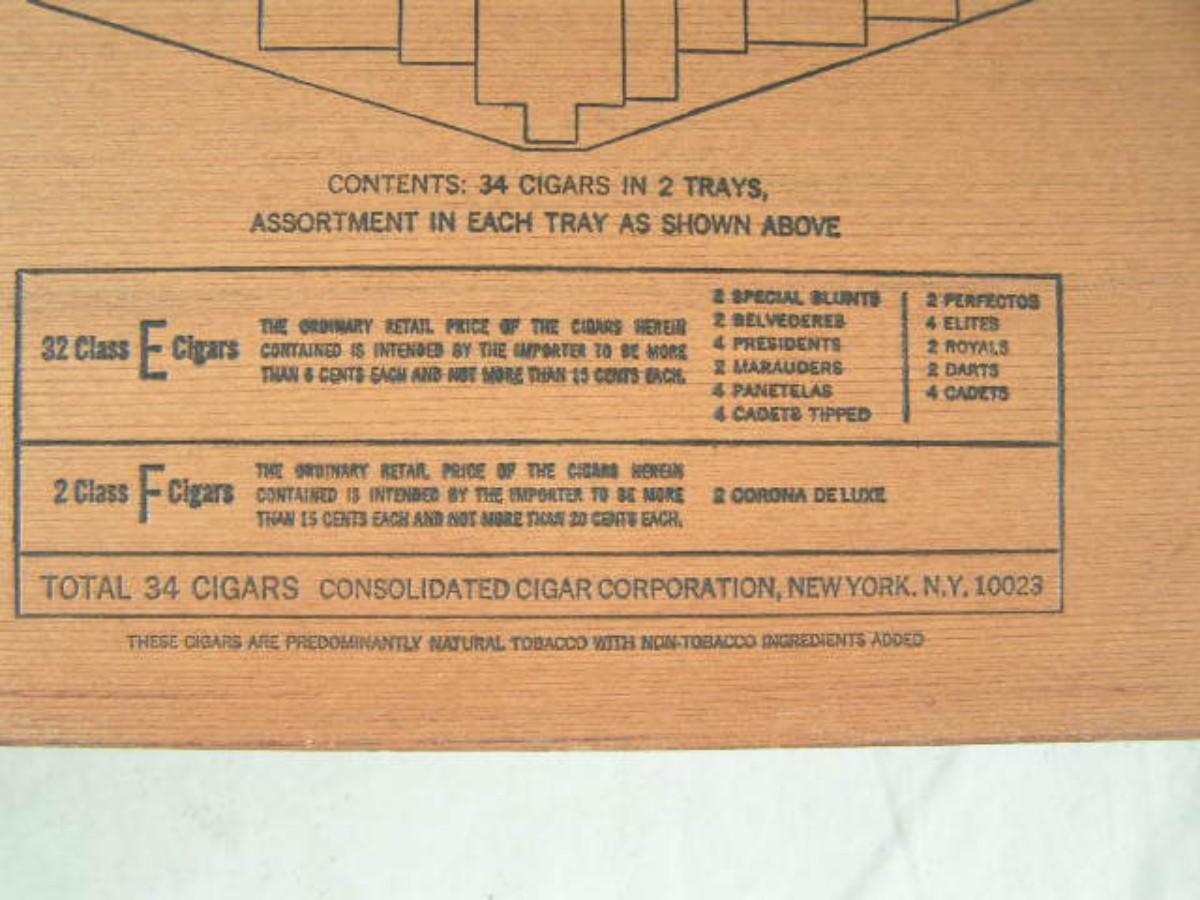 CONTENTS: 34 CIGARS IN 2 TRAYS,
ASSORTMENT IN EACH TRAY AS SHOWN ABOVE
32 Class E Cigars
THE ORDINARY RETAIL PRICE OF THE CIGARS HEREIN
CONTAINED IS INTENDED BY THE IMPORTER TO BE MORE
THAN 6 CENTS EACH AND NOT MORE THAN 15 CENTS EACH.
2 SPECIAL BLUNTS
2 BELVEDERES
4 PRESIDENTS
2 MARAUDERS
4 PANETELAS
4 CADETS TIPPED
2 PERFECTOS
4 ELITES
2 ROYALS
2 DARTS
4 CADETS
2 Class F Cigars
THE ORDINARY RETAIL PRICE OF THE CIGARS HEREIN
CONTAINED IS INTENDED BY THE IMPORTER TO BE MORE
THAN 15 CENTS EACH AND NOT MORE THAN 20 CENTS EACH.
2 CORONA DE LUXE
TOTAL 34 CIGARS CONSOLIDATED CIGAR CORPORATION, NEW YORK. N.Y. 10023
THESE CIGARS ARE PREDOMINANTLY NATURAL TOBACCO WITH NON-TOBACCO INGREDIENTS ADDED